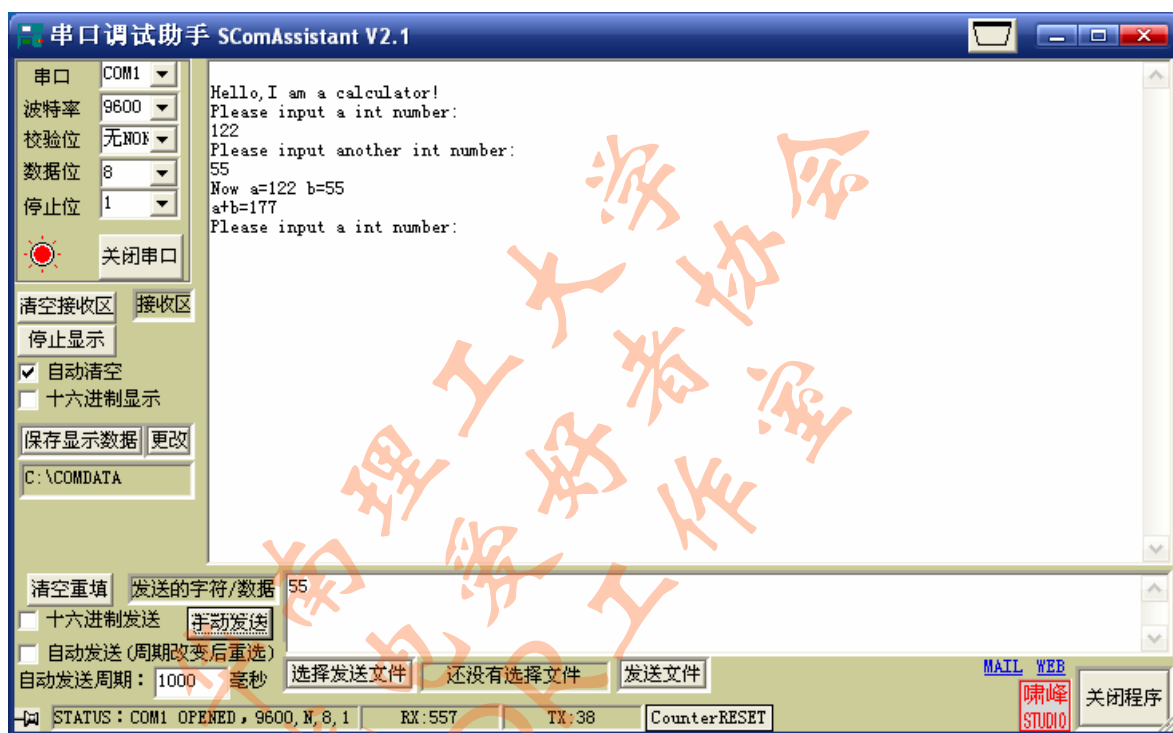 串口调试助手 SComAssistant V2.1
串口 COM1
波特率 9600
校验位 无NON
数据位 8
停止位 1
关闭串口
清空接收区 接收区
停止显示
自动清空
十六进制显示
保存显示数据 更改
C:\COMDATA
Hello,I am a calculator!
Please input a int number:
122
Please input another int number:
55
Now a=122 b=55
a+b=177
Please input a int number:
清空重填 发送的字符/数据 55
十六进制发送 手动发送
自动发送(周期改变后重选)
自动发送周期: 1000 毫秒 选择发送文件 还没有选择文件 发送文件
MAIL WEB
啸峰
STUDIO
关闭程序
STATUS:COM1 OPENED,9600,N,8,1 RX:557 TX:38 CounterRESET
华南理工大学
电爱好者协会
工作室